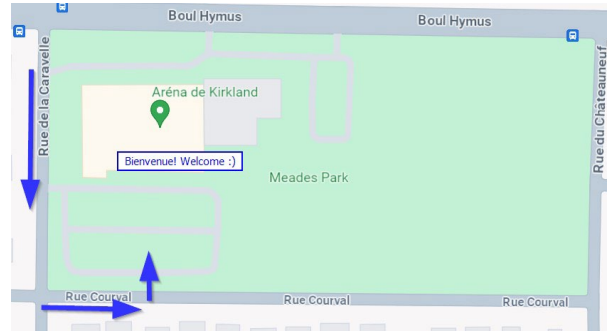 Boul Hymus
Boul Hymus
Rue de la Caravelle
Rue du Châteauneuf
Aréna de Kirkland
Bienvenue! Welcome :)
Meades Park
Rue Courval
Rue Courval
Rue Courval